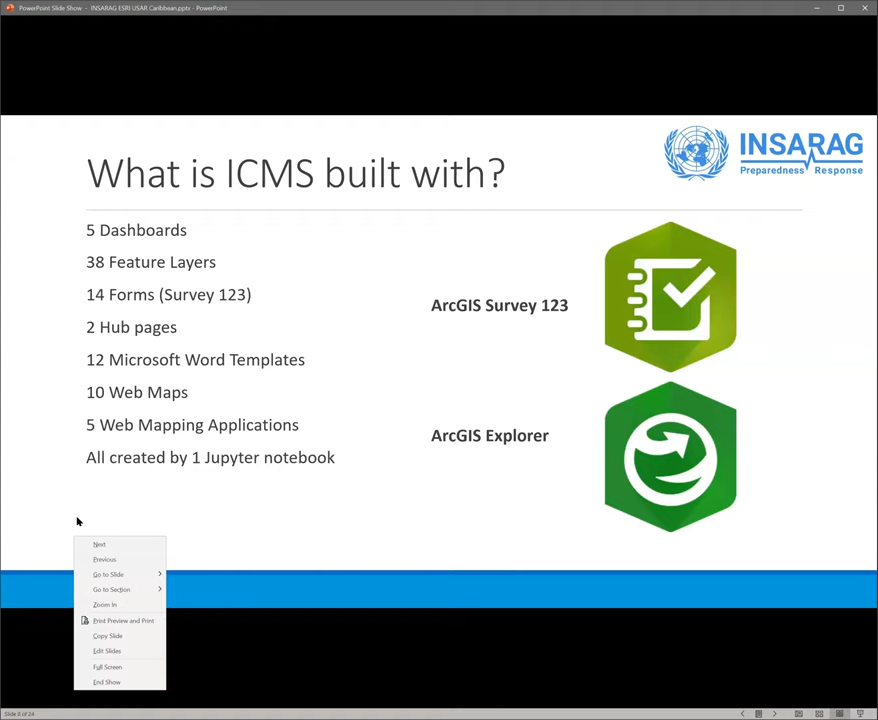 PowerPoint Slide Show - INSARAG ESRI USAR Caribbean.pptx - PowerPoint
INSARAG
Preparedness Response
What is ICMS built with?
5 Dashboards
38 Feature Layers
14 Forms (Survey 123)
2 Hub pages
12 Microsoft Word Templates
10 Web Maps
5 Web Mapping Applications
All created by 1 Jupyter notebook
ArcGIS Survey 123
ArcGIS Explorer
Next
Previous
Go to Slide
Go to Section
Zoom In
Print Preview and Print
Copy Slide
Edit Slides
Full Screen
End Show
Slide 6 of 24